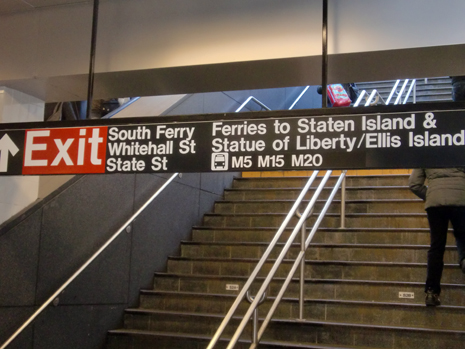 Exit
South Ferry
Whitehall St
State St
Ferries to Staten Island &
Statue of Liberty/Ellis Island
M5 M15 M20